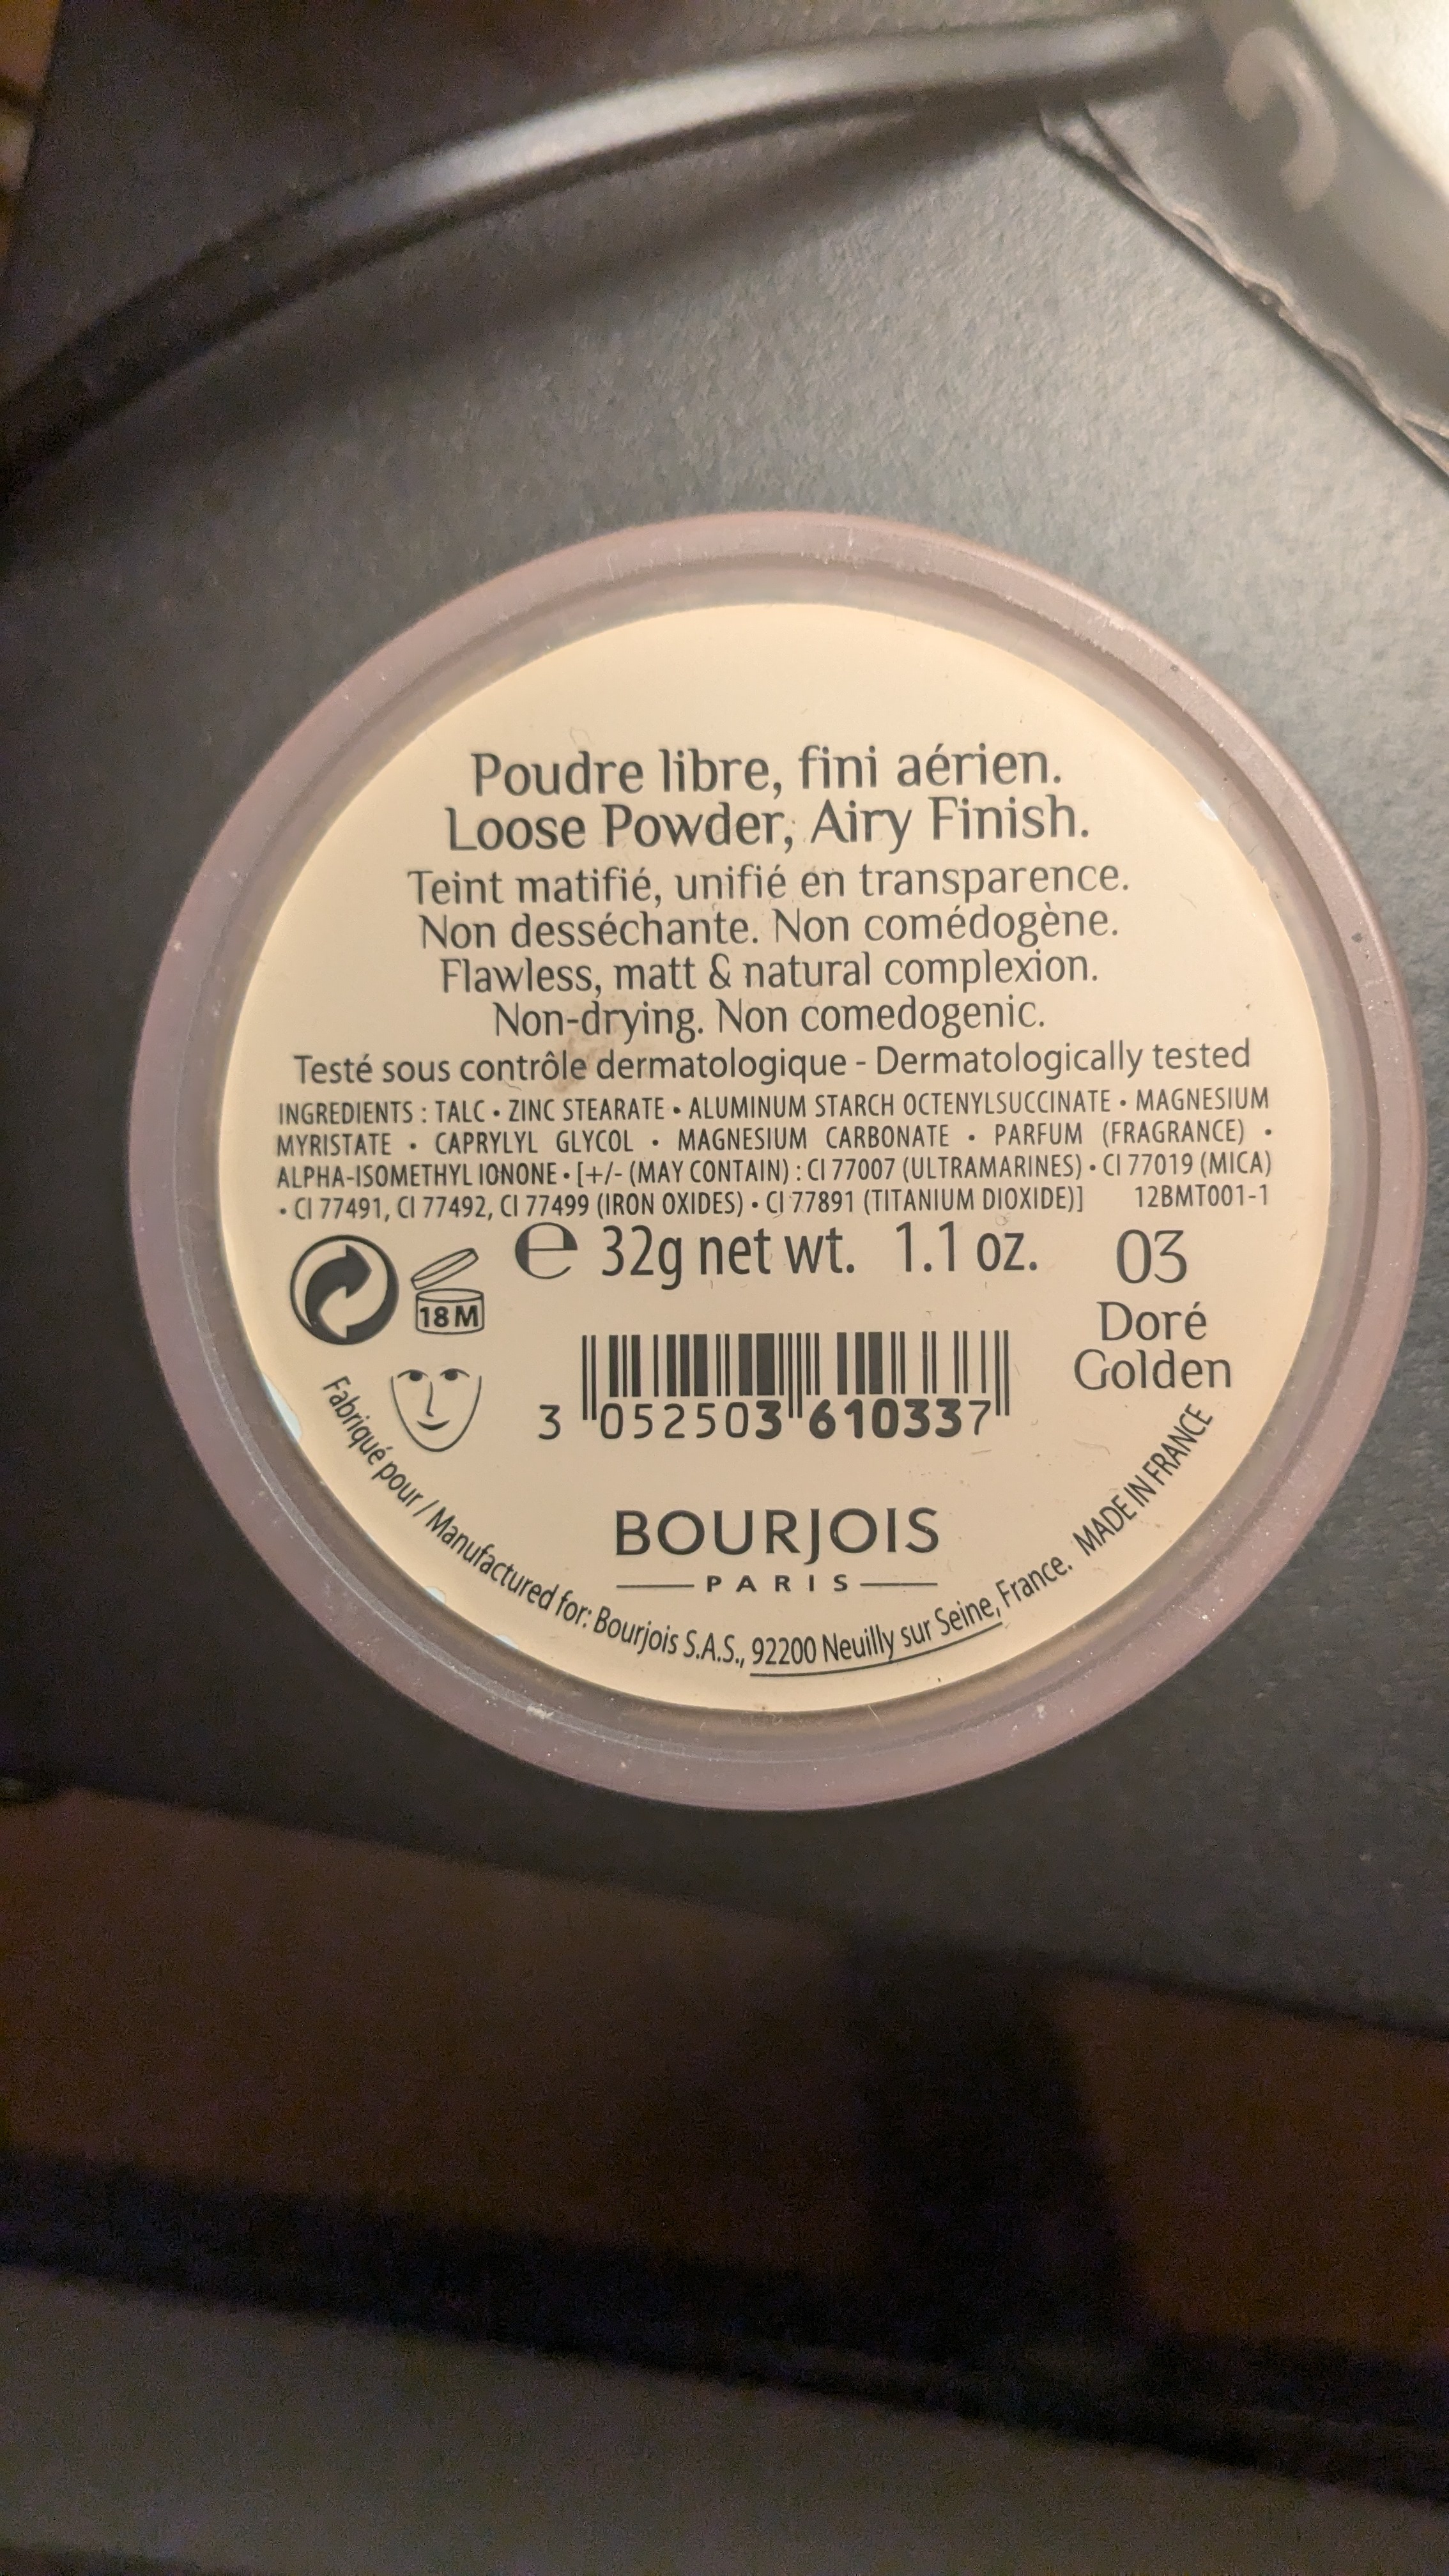 Poudre libre, fini aérien.
Loose Powder, Airy Finish.
Teint matifié, unifié en transparence.
Non desséchante. Non comédogène.
Flawless, matt & natural complexion.
Non-drying. Non comedogenic.
Testé sous contrôle dermatologique - Dermatologically tested
INGREDIENTS : TALC • ZINC STEARATE • ALUMINUM STARCH OCTENYLSUCCINATE • MAGNESIUM
MYRISTATE • CAPRYLYL GLYCOL • MAGNESIUM CARBONATE • PARFUM (FRAGRANCE) •
ALPHA-ISOMETHYL IONONE • [+/- (MAY CONTAIN) : CI 77007 (ULTRAMARINES) • CI 77019 (MICA)
• CI 77491, CI 77492, CI 77499 (IRON OXIDES) • CI 77891 (TITANIUM DIOXIDE)] 12BMT001-1
e 32g net wt. 1.1 oz.
03
Doré
Golden
18 M
3 052503 610337
BOURJOIS
PARIS
Fabriqué pour / Manufactured for: Bourjois S.A.S., 92200 Neuilly sur Seine, France. MADE IN FRANCE